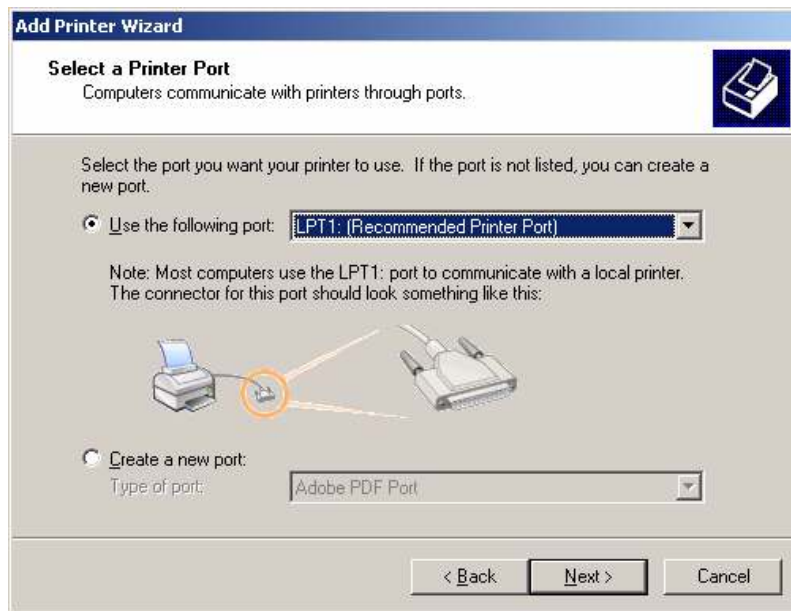 Add Printer Wizard
Select a Printer Port
Computers communicate with printers through ports.
Select the port you want your printer to use. If the port is not listed, you can create a
new port.
Use the following port: LPT1: (Recommended Printer Port)
Note: Most computers use the LPT1: port to communicate with a local printer.
The connector for this port should look something like this:
Create a new port:
Type of port: Adobe PDF Port
< Back Next > Cancel